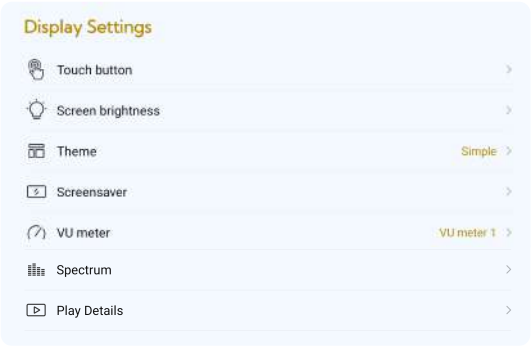 Display Settings
Touch button
Screen brightness
Theme Simple
Screensaver
VU meter VU meter 1
Spectrum
Play Details